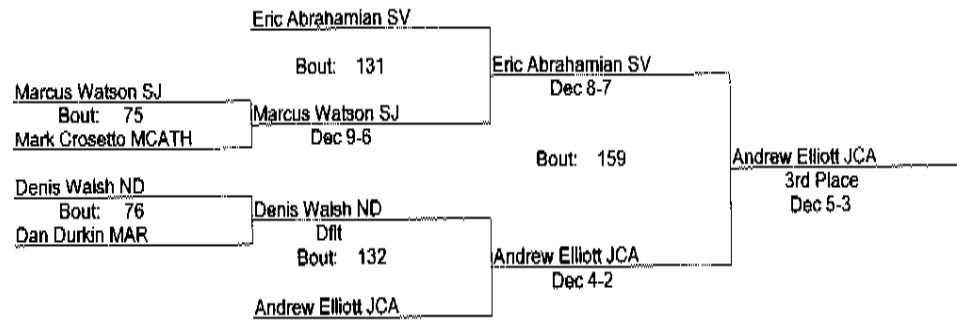 Eric Abrahamian SV
Bout: 131
Eric Abrahamian SV
Dec 8-7
Marcus Watson SJ
Bout: 75
Mark Crosetto MCATH
Marcus Watson SJ
Dec 9-6
Bout: 159
Andrew Elliott JCA
3rd Place
Dec 5-3
Denis Walsh ND
Bout: 76
Dan Durkin MAR
Denis Walsh ND
Dflt
Bout: 132
Andrew Elliott JCA
Dec 4-2
Andrew Elliott JCA